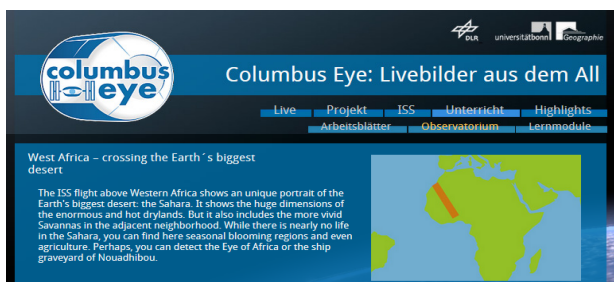 DLR
universitätbonn
Geographie
columbus
eye
Columbus Eye: Livebilder aus dem All
Live Projekt ISS Unterricht Highlights
Arbeitsblätter Observatorium Lernmodule
West Africa – crossing the Earth´s biggest
desert
The ISS flight above Western Africa shows an unique portrait of the
Earth's biggest desert: the Sahara. It shows the huge dimensions of
the enormous and hot drylands. But it also includes the more vivid
Savannas in the adjacent neighborhood. While there is nearly no life
in the Sahara, you can find here seasonal blooming regions and even
agriculture. Perhaps, you can detect the Eye of Africa or the ship
graveyard of Nouadhibou.